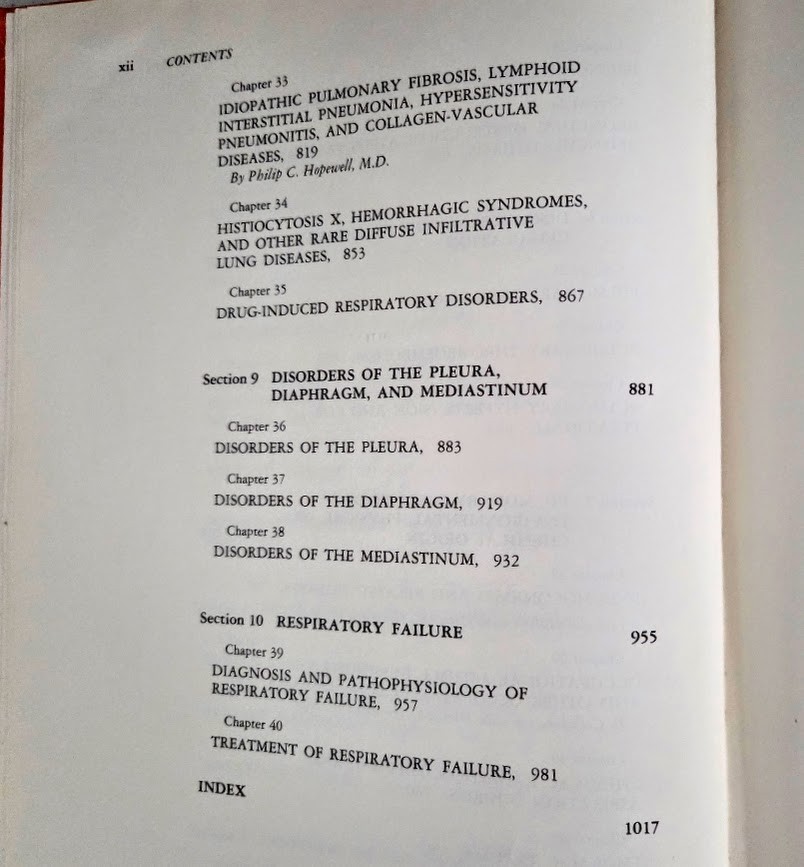 xii CONTENTS
Chapter 33
IDIOPATHIC PULMONARY FIBROSIS, LYMPHOID
INTERSTITIAL PNEUMONIA, HYPERSENSITIVITY
PNEUMONITIS, AND COLLAGEN-VASCULAR
DISEASES, 819
By Philip C. Hopewell, M.D.
Chapter 34
HISTIOCYTOSIS X, HEMORRHAGIC SYNDROMES,
AND OTHER RARE DIFFUSE INFILTRATIVE
LUNG DISEASES, 853
Chapter 35
DRUG-INDUCED RESPIRATORY DISORDERS, 867
Section 9 DISORDERS OF THE PLEURA,
DIAPHRAGM, AND MEDIASTINUM 881
Chapter 36
DISORDERS OF THE PLEURA, 883
Chapter 37
DISORDERS OF THE DIAPHRAGM, 919
Chapter 38
DISORDERS OF THE MEDIASTINUM, 932
Section 10 RESPIRATORY FAILURE 955
Chapter 39
DIAGNOSIS AND PATHOPHYSIOLOGY OF
RESPIRATORY FAILURE, 957
Chapter 40
TREATMENT OF RESPIRATORY FAILURE, 981
INDEX 1017